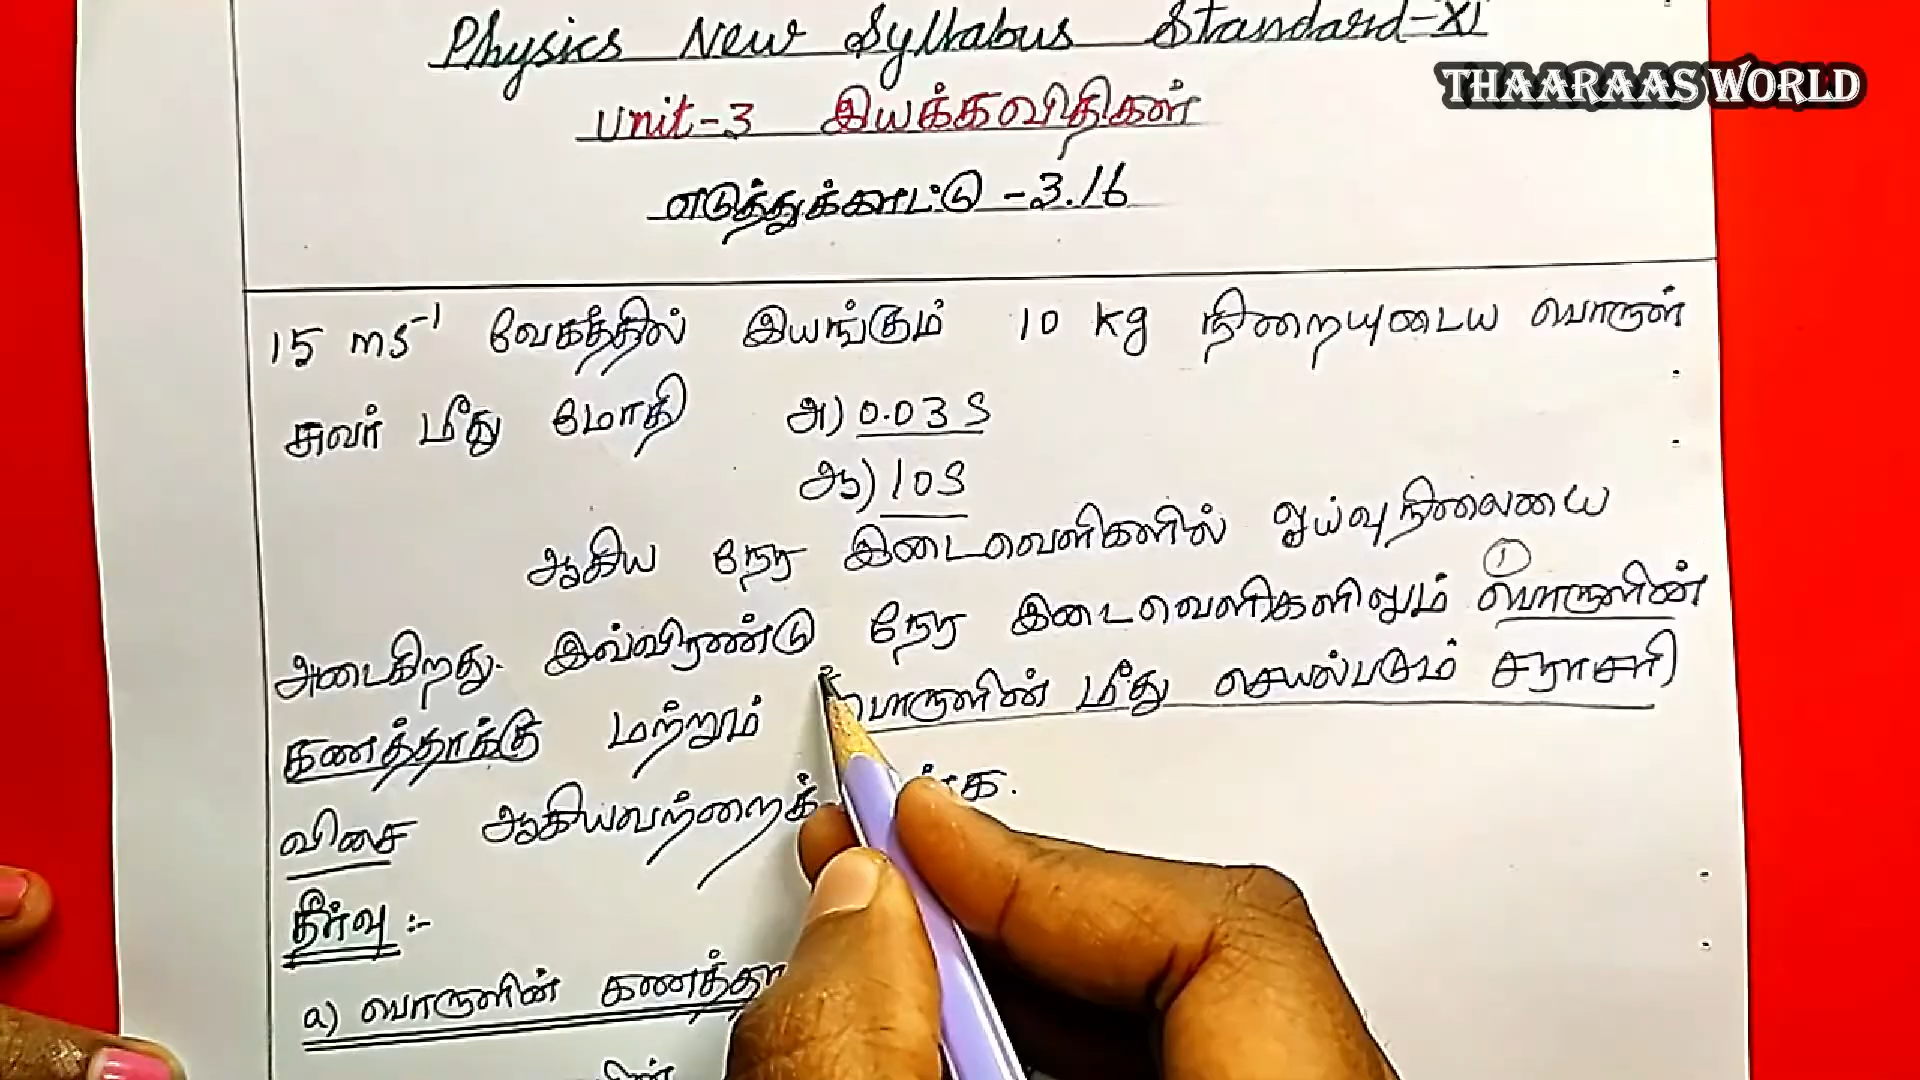 Physics New Syllabus Standard-XI
THAARAAS WORLD
Unit-3 இயக்கவிதிகள்
எடுத்துக்காட்டு - 3.16
15 ms⁻¹ வேகத்தில் இயங்கும் 10 kg நிறையுடைய பொருள்
சுவர் மீது மோதி அ) 0.03 S
ஆ) 10 S
ஆகிய நேர இடைவெளிகளில் ஓய்வுநிலையை
அடைகிறது. இவ்விரண்டு நேர இடைவெளிகளிலும் ① பொருளின்
கணத்தாக்கு மற்றும் பொருளின் மீது செயல்படும் சராசரி
விசை ஆகியவற்றைக்
தீர்வு :-
a) பொருளின் கணத்தா